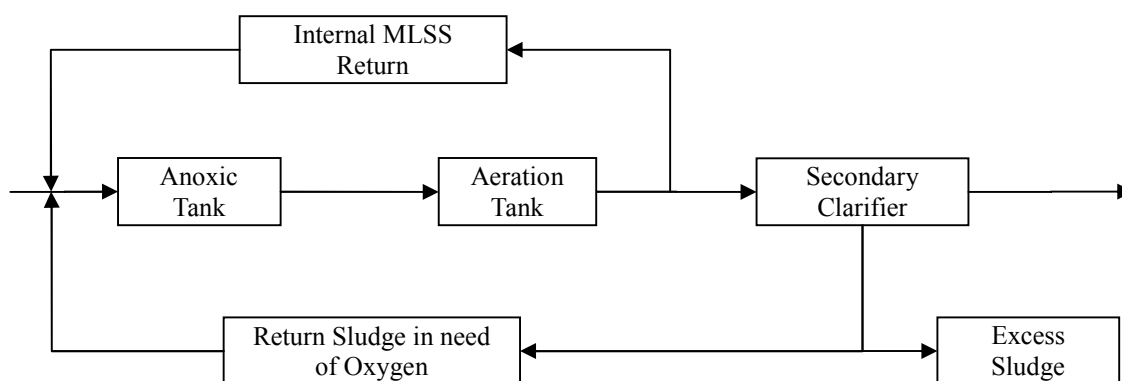 Internal MLSS
Return
Anoxic
Tank
Aeration
Tank
Secondary
Clarifier
Return Sludge in need
of Oxygen
Excess
Sludge